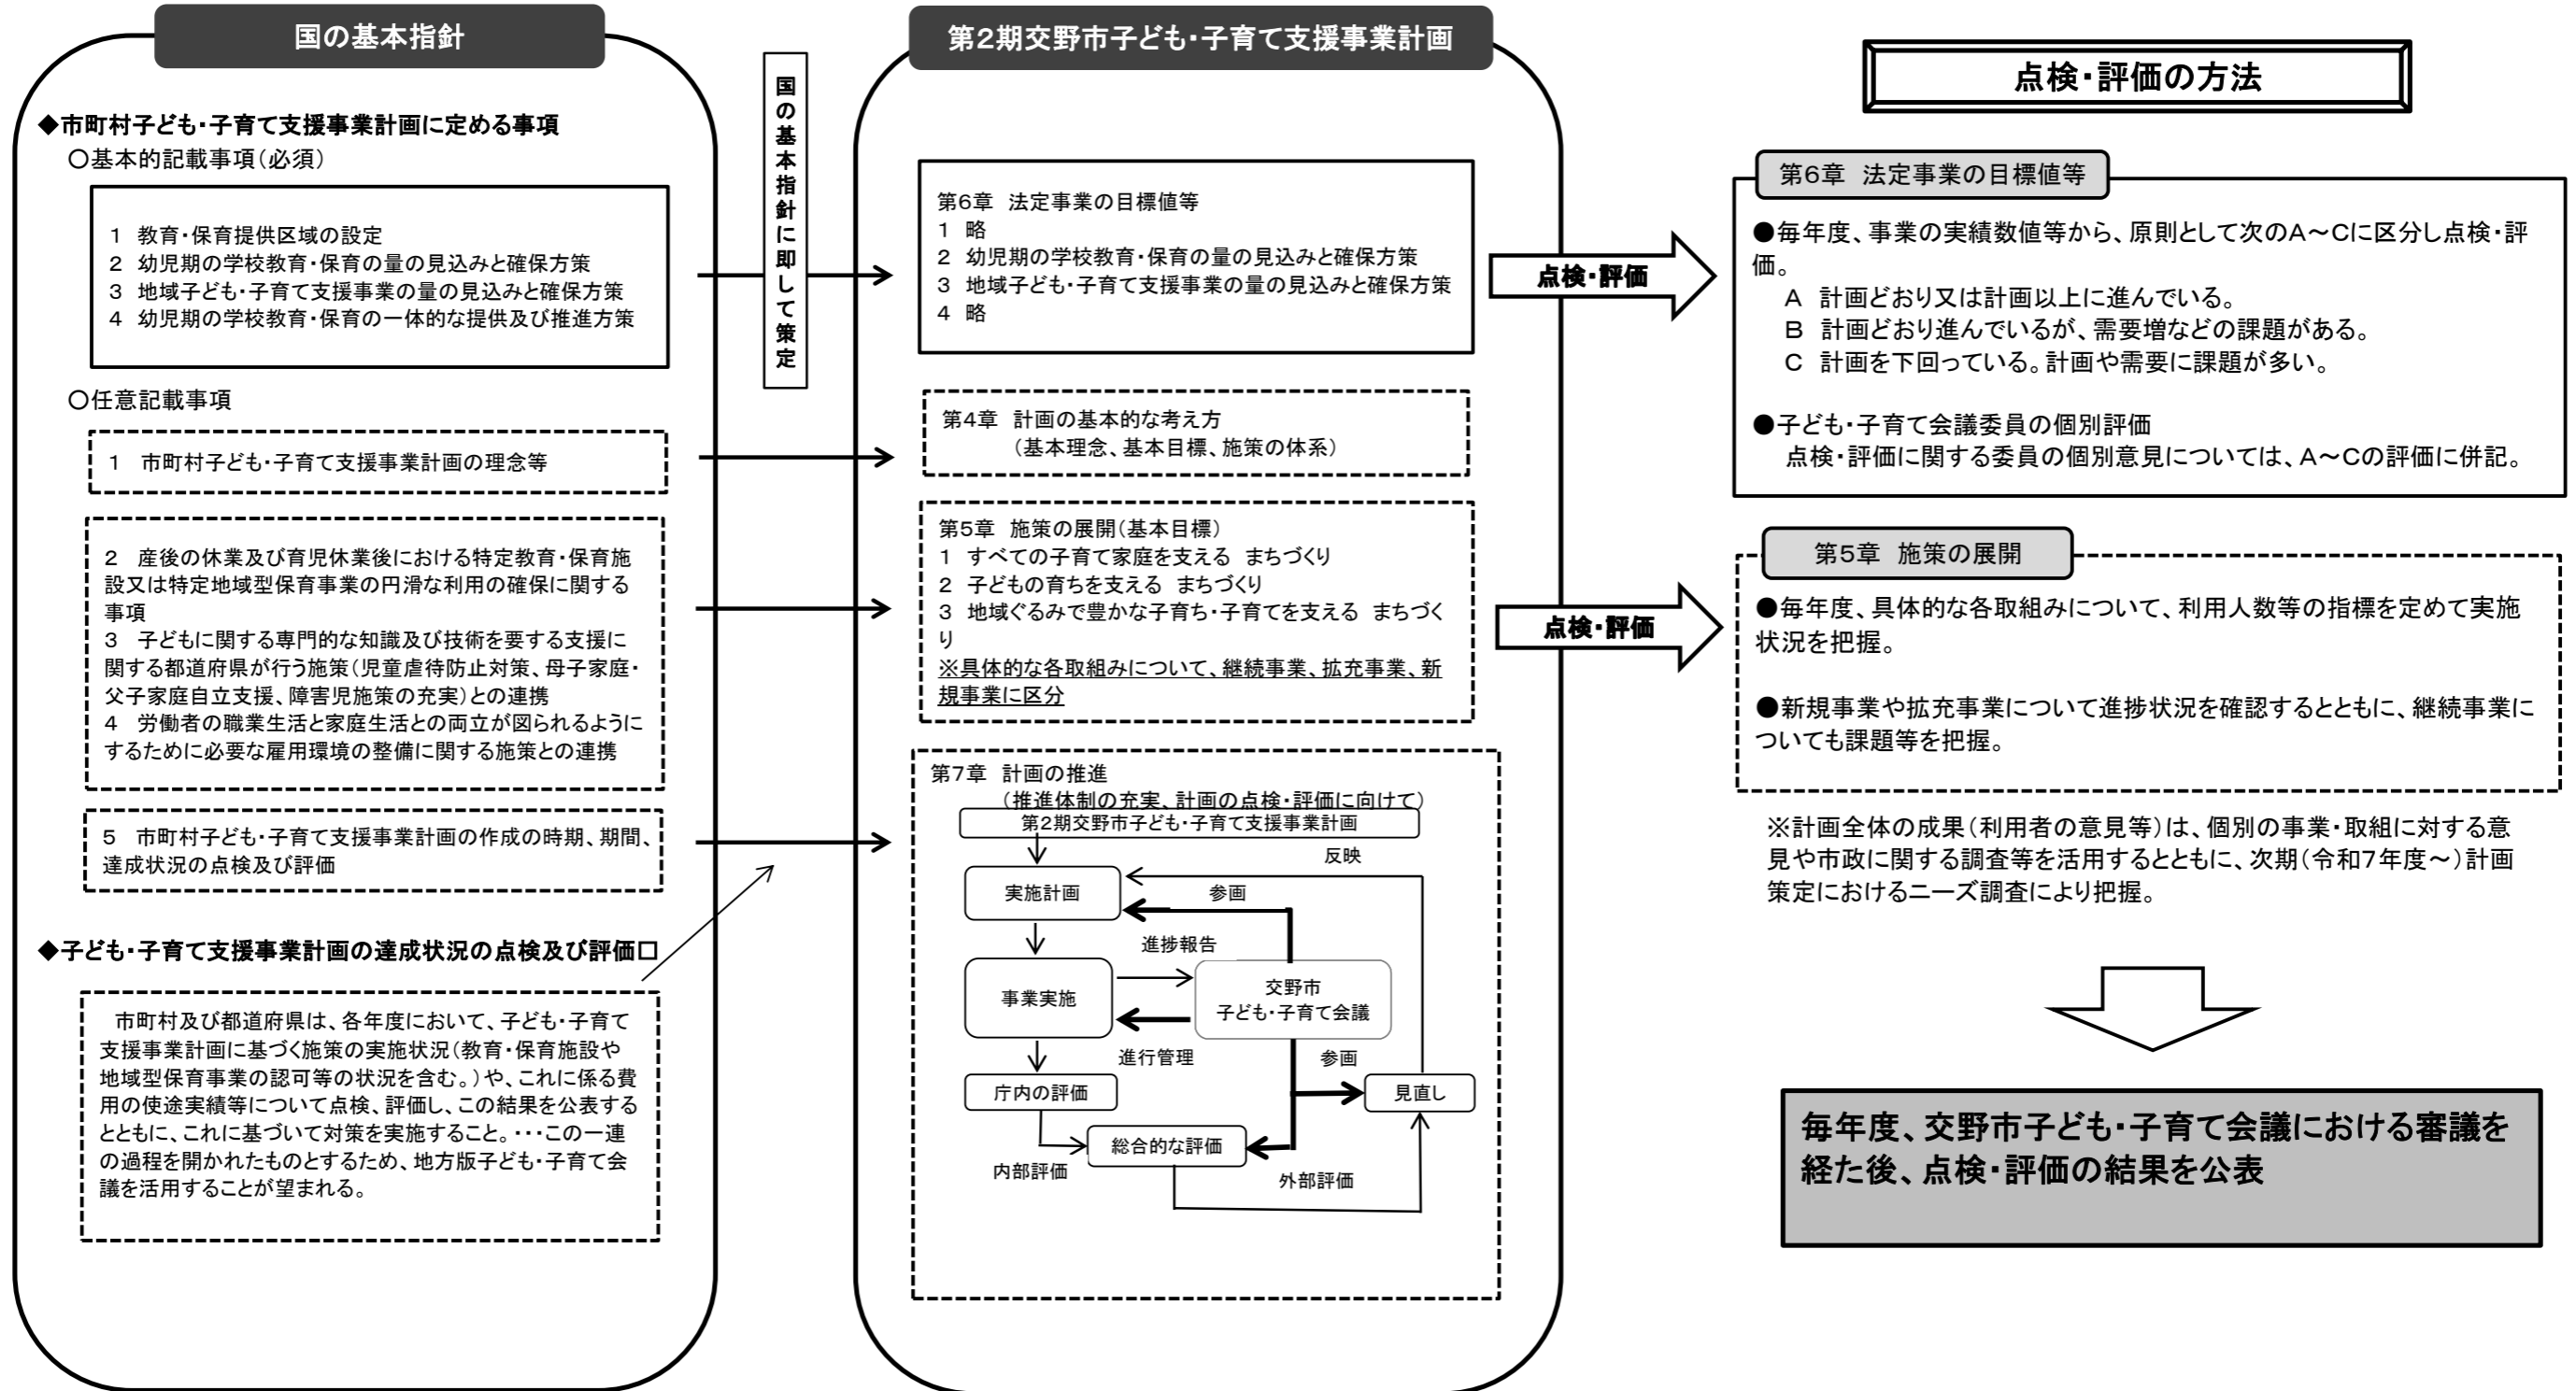 国の基本指針
◆市町村子ども・子育て支援事業計画に定める事項
〇基本的記載事項(必須)
1 教育・保育提供区域の設定
2 幼児期の学校教育・保育の量の見込みと確保方策
3 地域子ども・子育て支援事業の量の見込みと確保方策
4 幼児期の学校教育・保育の一体的な提供及び推進方策
〇任意記載事項
1 市町村子ども・子育て支援事業計画の理念等
2 産後の休業及び育児休業後における特定教育・保育施
設又は特定地域型保育事業の円滑な利用の確保に関する
事項
3 子どもに関する専門的な知識及び技術を要する支援に
関する都道府県が行う施策(児童虐待防止対策、母子家庭・
父子家庭自立支援、障害児施策の充実)との連携
4 労働者の職業生活と家庭生活との両立が図られるように
するために必要な雇用環境の整備に関する施策との連携
5 市町村子ども・子育て支援事業計画の作成の時期、期間、
達成状況の点検及び評価
◆子ども・子育て支援事業計画の達成状況の点検及び評価□
市町村及び都道府県は、各年度において、子ども・子育て
支援事業計画に基づく施策の実施状況(教育・保育施設や
地域型保育事業の認可等の状況を含む。)や、これに係る費
用の使途実績等について点検、評価し、この結果を公表する
とともに、これに基づいて対策を実施すること。・・・この一連
の過程を開かれたものとするため、地方版子ども・子育て会
議を活用することが望まれる。
国の基本指針に即して策定
第2期交野市子ども・子育て支援事業計画
第6章 法定事業の目標値等
1 略
2 幼児期の学校教育・保育の量の見込みと確保方策
3 地域子ども・子育て支援事業の量の見込みと確保方策
4 略
第4章 計画の基本的な考え方
(基本理念、基本目標、施策の体系)
第5章 施策の展開(基本目標)
1 すべての子育て家庭を支える まちづくり
2 子どもの育ちを支える まちづくり
3 地域ぐるみで豊かな子育ち・子育てを支える まちづく
り
※具体的な各取組みについて、継続事業、拡充事業、新
規事業に区分
第7章 計画の推進
(推進体制の充実、計画の点検・評価に向けて)
第2期交野市子ども・子育て支援事業計画
反映
実施計画
参画
進捗報告
事業実施
交野市
子ども・子育て会議
進行管理
参画
庁内の評価
見直し
総合的な評価
内部評価
外部評価
点検・評価
点検・評価
点検・評価の方法
第6章 法定事業の目標値等
●毎年度、事業の実績数値等から、原則として次のA～Cに区分し点検・評
価。
A 計画どおり又は計画以上に進んでいる。
B 計画どおり進んでいるが、需要増などの課題がある。
C 計画を下回っている。計画や需要に課題が多い。
●子ども・子育て会議委員の個別評価
点検・評価に関する委員の個別意見については、A～Cの評価に併記。
第5章 施策の展開
●毎年度、具体的な各取組みについて、利用人数等の指標を定めて実施
状況を把握。
●新規事業や拡充事業について進捗状況を確認するとともに、継続事業に
ついても課題等を把握。
※計画全体の成果(利用者の意見等)は、個別の事業・取組に対する意
見や市政に関する調査等を活用するとともに、次期(令和7年度～)計画
策定におけるニーズ調査により把握。
毎年度、交野市子ども・子育て会議における審議を
経た後、点検・評価の結果を公表